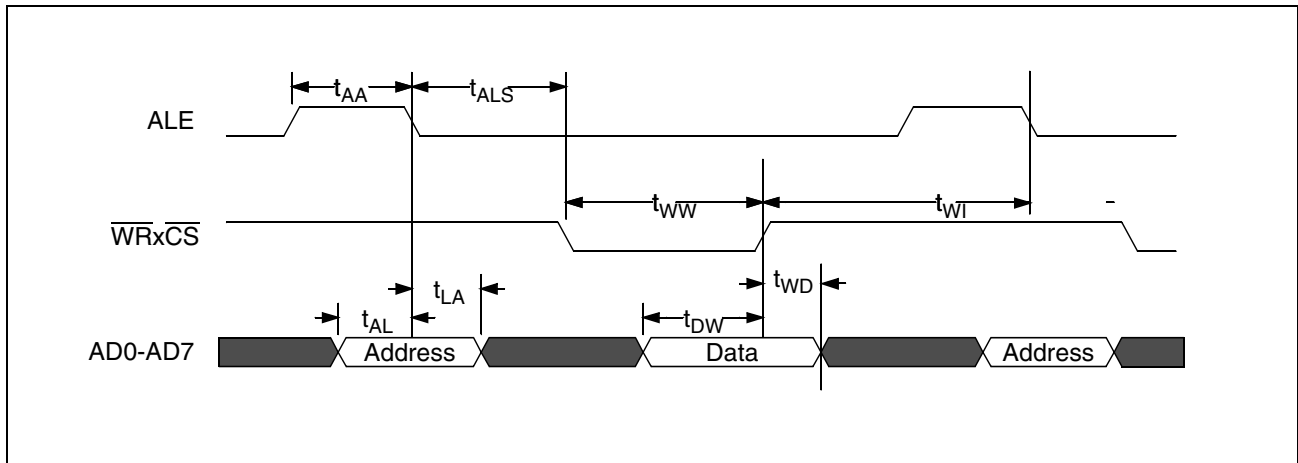 tAA tALS
ALE
tWW tWI
WRxCS
tLA tWD
tAL tDW
AD0-AD7 Address Data Address